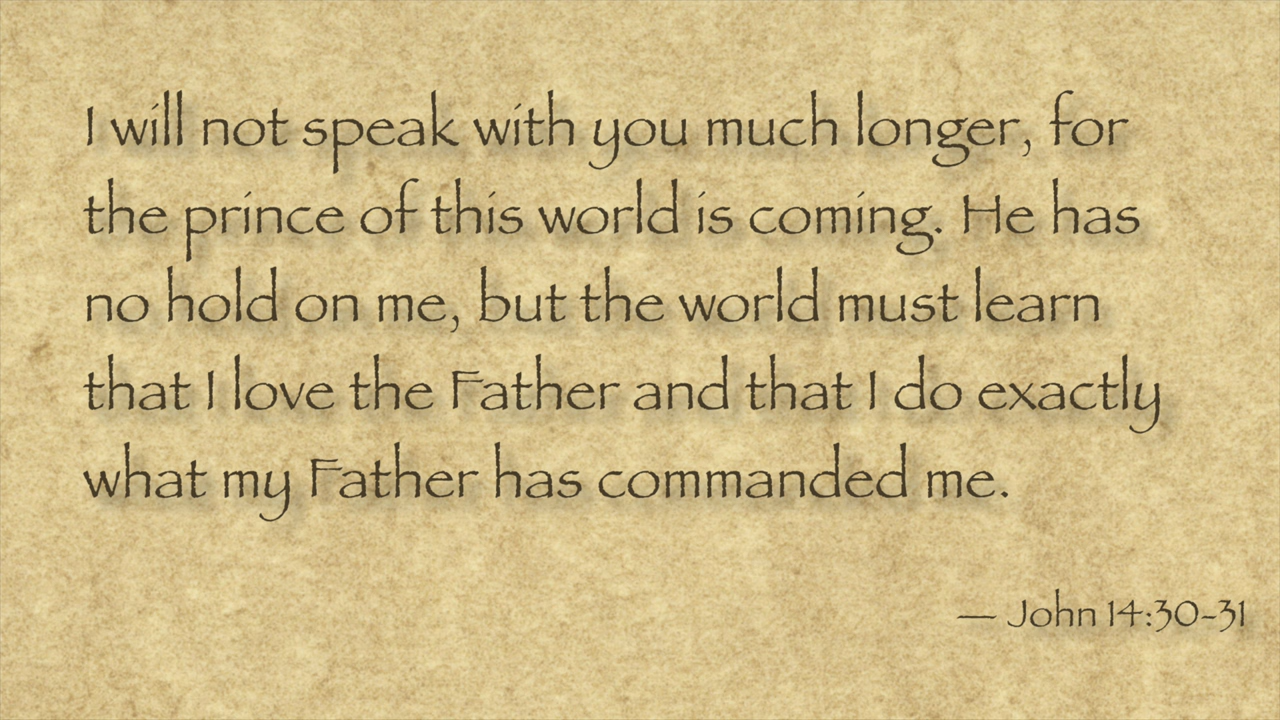 I will not speak with you much longer, for
the prince of this world is coming. He has
no hold on me, but the world must learn
that I love the Father and that I do exactly
what my Father has commanded me.
— John 14:30-31